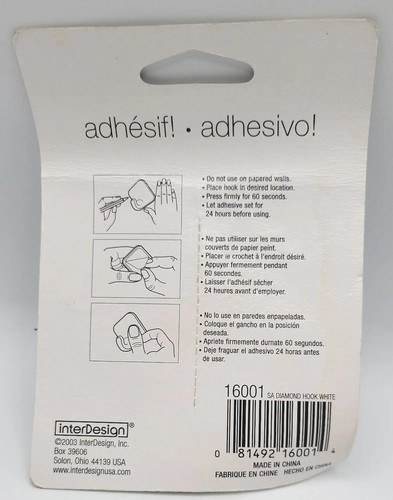 adhésif! • adhesivo!
• Do not use on papered walls.
• Place hook in desired location.
• Press firmly for 60 seconds.
• Let adhesive set for
24 hours before using.
• Ne pas utiliser sur les murs
couverts de papier peint.
• Placer le crochet à l'endroit désiré.
• Appuyer fermement pendant
60 secondes.
• Laisser l'adhésif sécher
24 heures avant d'employer.
• No lo use en paredes enpapeladas.
• Coloque el gancho en la posición
deseada.
• Apriete firmemente durnate 60 segundos.
• Deje fraguar el adhesivo 24 horas antes
de usar.
16001 SA DIAMOND HOOK WHITE
0 81492 16001 4
MADE IN CHINA
FABRIQUE EN CHINE HECHO EN CHINA
interDesign®
©2003 InterDesign, Inc.
Box 39606
Solon, Ohio 44139 USA
www.interdesignusa.com